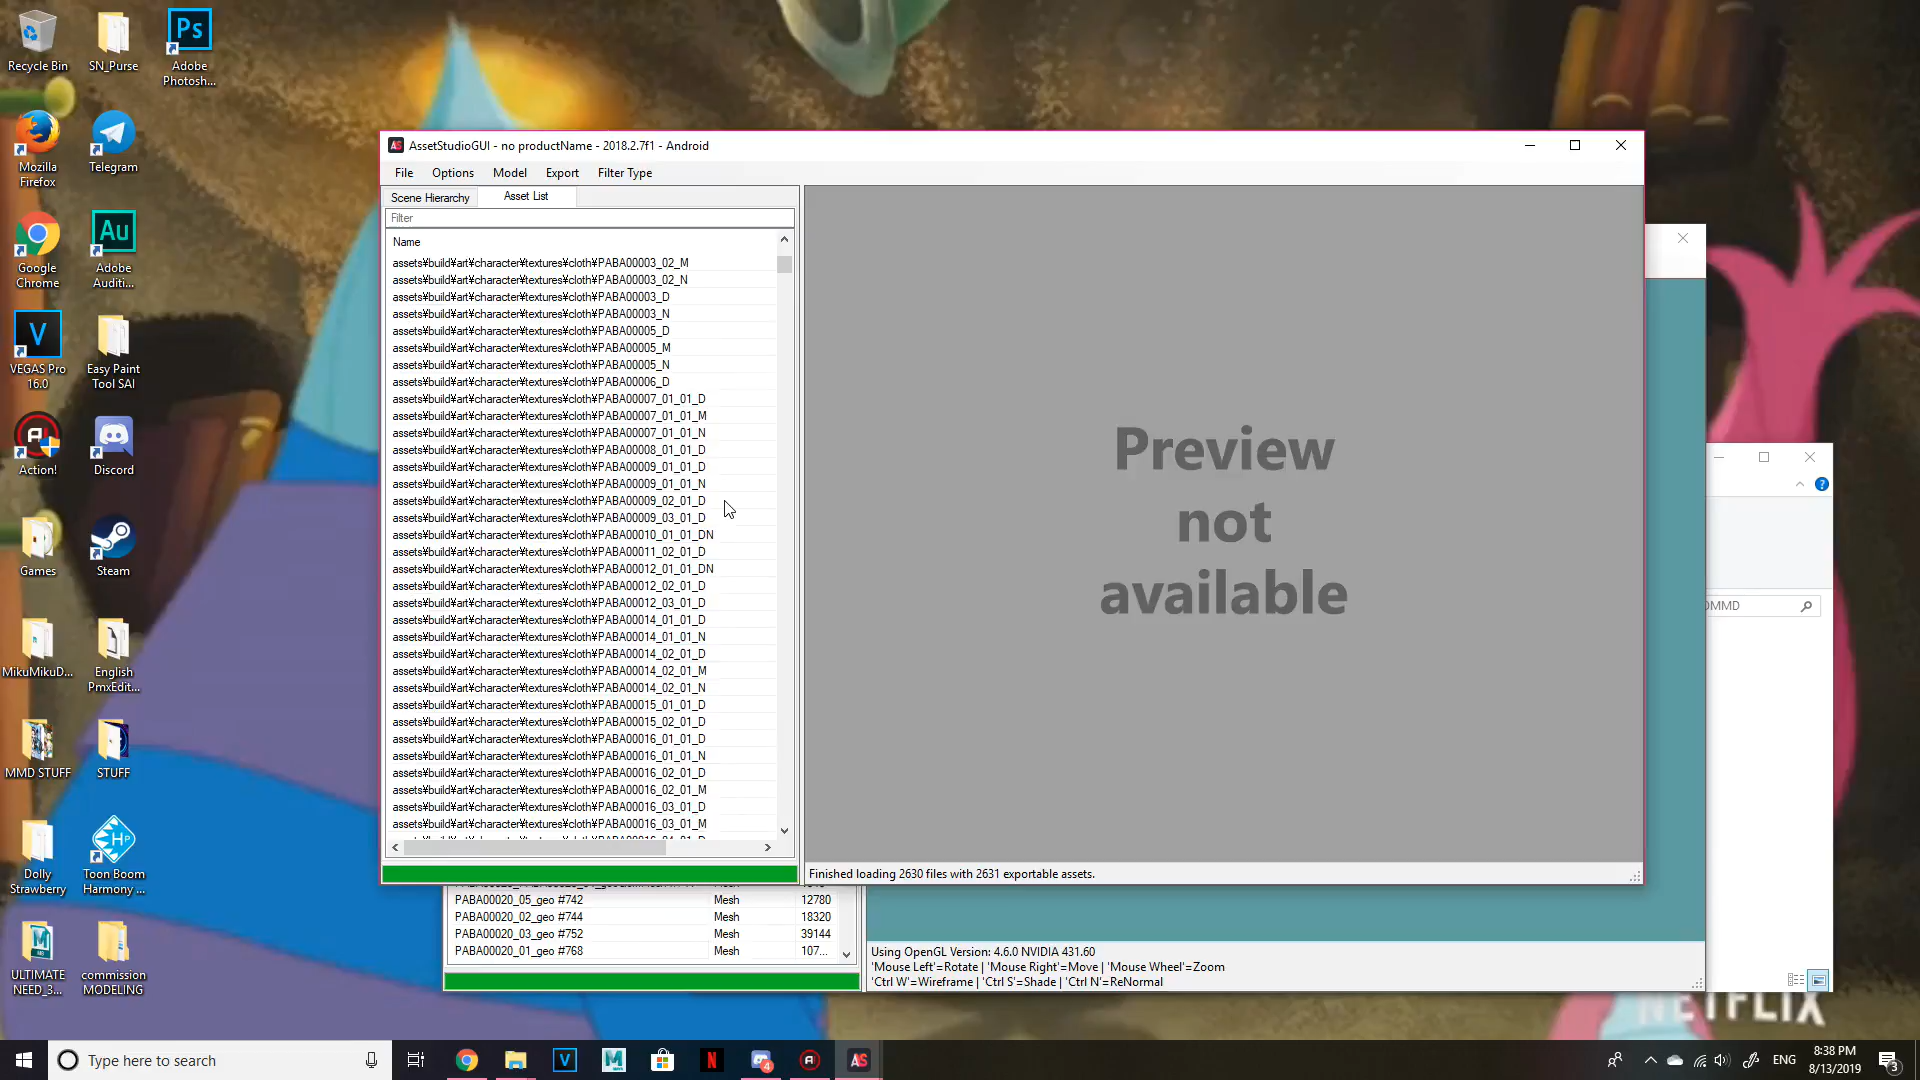 Recycle Bin
SN_Purse
Adobe
Photosh...
Mozilla
Firefox
Telegram
Google
Chrome
Adobe
Auditi...
VEGAS Pro
16.0
Easy Paint
Tool SAI
Action!
Discord
Games
Steam
MikuMikuD...
English
PmxEdit...
MMD STUFF
STUFF
Dolly
Strawberry
Toon Boom
Harmony ...
ULTIMATE
NEED_3...
commission
MODELING
AssetStudioGUI - no productName - 2018.2.7f1 - Android
File Options Model Export Filter Type
Scene Hierarchy Asset List
Filter
Name
assets¥build¥art¥character¥textures¥cloth¥PABA00003_02_M
assets¥build¥art¥character¥textures¥cloth¥PABA00003_02_N
assets¥build¥art¥character¥textures¥cloth¥PABA00003_D
assets¥build¥art¥character¥textures¥cloth¥PABA00003_N
assets¥build¥art¥character¥textures¥cloth¥PABA00005_D
assets¥build¥art¥character¥textures¥cloth¥PABA00005_M
assets¥build¥art¥character¥textures¥cloth¥PABA00005_N
assets¥build¥art¥character¥textures¥cloth¥PABA00006_D
assets¥build¥art¥character¥textures¥cloth¥PABA00007_01_01_D
assets¥build¥art¥character¥textures¥cloth¥PABA00007_01_01_M
assets¥build¥art¥character¥textures¥cloth¥PABA00007_01_01_N
assets¥build¥art¥character¥textures¥cloth¥PABA00008_01_01_D
assets¥build¥art¥character¥textures¥cloth¥PABA00009_01_01_D
assets¥build¥art¥character¥textures¥cloth¥PABA00009_01_01_N
assets¥build¥art¥character¥textures¥cloth¥PABA00009_02_01_D
assets¥build¥art¥character¥textures¥cloth¥PABA00009_03_01_D
assets¥build¥art¥character¥textures¥cloth¥PABA00010_01_01_DN
assets¥build¥art¥character¥textures¥cloth¥PABA00011_02_01_D
assets¥build¥art¥character¥textures¥cloth¥PABA00012_01_01_DN
assets¥build¥art¥character¥textures¥cloth¥PABA00012_02_01_D
assets¥build¥art¥character¥textures¥cloth¥PABA00012_03_01_D
assets¥build¥art¥character¥textures¥cloth¥PABA00014_01_01_D
assets¥build¥art¥character¥textures¥cloth¥PABA00014_01_01_N
assets¥build¥art¥character¥textures¥cloth¥PABA00014_02_01_D
assets¥build¥art¥character¥textures¥cloth¥PABA00014_02_01_M
assets¥build¥art¥character¥textures¥cloth¥PABA00014_02_01_N
assets¥build¥art¥character¥textures¥cloth¥PABA00015_01_01_D
assets¥build¥art¥character¥textures¥cloth¥PABA00015_02_01_D
assets¥build¥art¥character¥textures¥cloth¥PABA00016_01_01_D
assets¥build¥art¥character¥textures¥cloth¥PABA00016_01_01_N
assets¥build¥art¥character¥textures¥cloth¥PABA00016_02_01_D
assets¥build¥art¥character¥textures¥cloth¥PABA00016_02_01_M
assets¥build¥art¥character¥textures¥cloth¥PABA00016_03_01_D
assets¥build¥art¥character¥textures¥cloth¥PABA00016_03_01_M
Preview
not
available
Finished loading 2630 files with 2631 exportable assets.
PABA00020_05_geo #742 Mesh 12780
PABA00020_02_geo #744 Mesh 18320
PABA00020_03_geo #752 Mesh 39144
PABA00020_01_geo #768 Mesh 107...
Using OpenGL Version: 4.6.0 NVIDIA 431.60
'Mouse Left'=Rotate | 'Mouse Right'=Move | 'Mouse Wheel'=Zoom
'Ctrl W'=Wireframe | 'Ctrl S'=Shade | 'Ctrl N'=ReNormal
NETFLIX
Type here to search
ENG
8:38 PM
8/13/2019